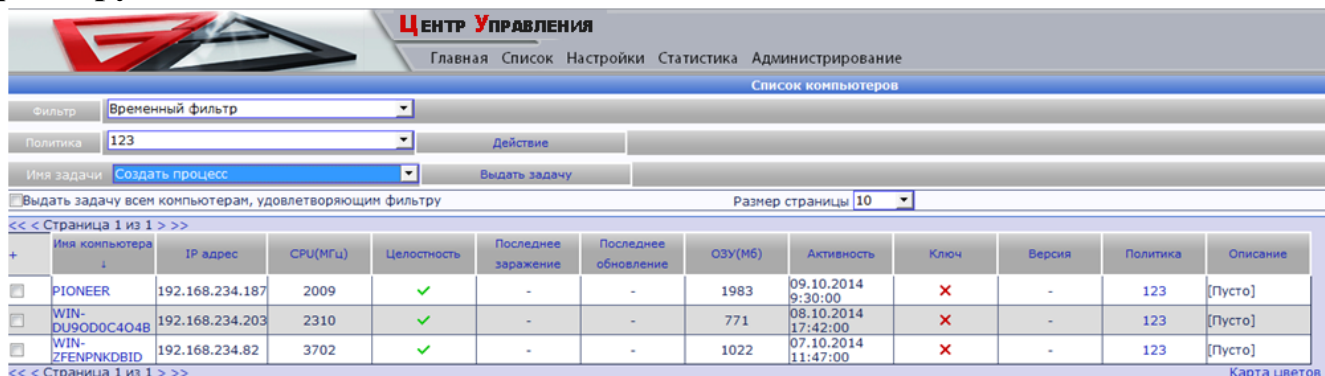 Центр Управления
Главная Список Настройки Статистика Администрирование
Список компьютеров
Фильтр Временный фильтр
Политика 123 Действие
Имя задачи Создать процесс Выдать задачу
Выдать задачу всем компьютерам, удовлетворяющим фильтру Размер страницы 10
<< < Страница 1 из 1 > >>
+ Имя компьютера ↓ IP адрес CPU(МГц) Целостность Последнее заражение Последнее обновление ОЗУ(Мб) Активность Ключ Версия Политика Описание
PIONEER 192.168.234.187 2009 ✓ - - 1983 09.10.2014 9:30:00 ✕ - 123 [Пусто]
WIN-DU9OD0C4O4B 192.168.234.203 2310 ✓ - - 771 08.10.2014 17:42:00 ✕ - 123 [Пусто]
WIN-ZFENPNKDBID 192.168.234.82 3702 ✓ - - 1022 07.10.2014 11:47:00 ✕ - 123 [Пусто]
<< < Страница 1 из 1 > >> Карта цветов